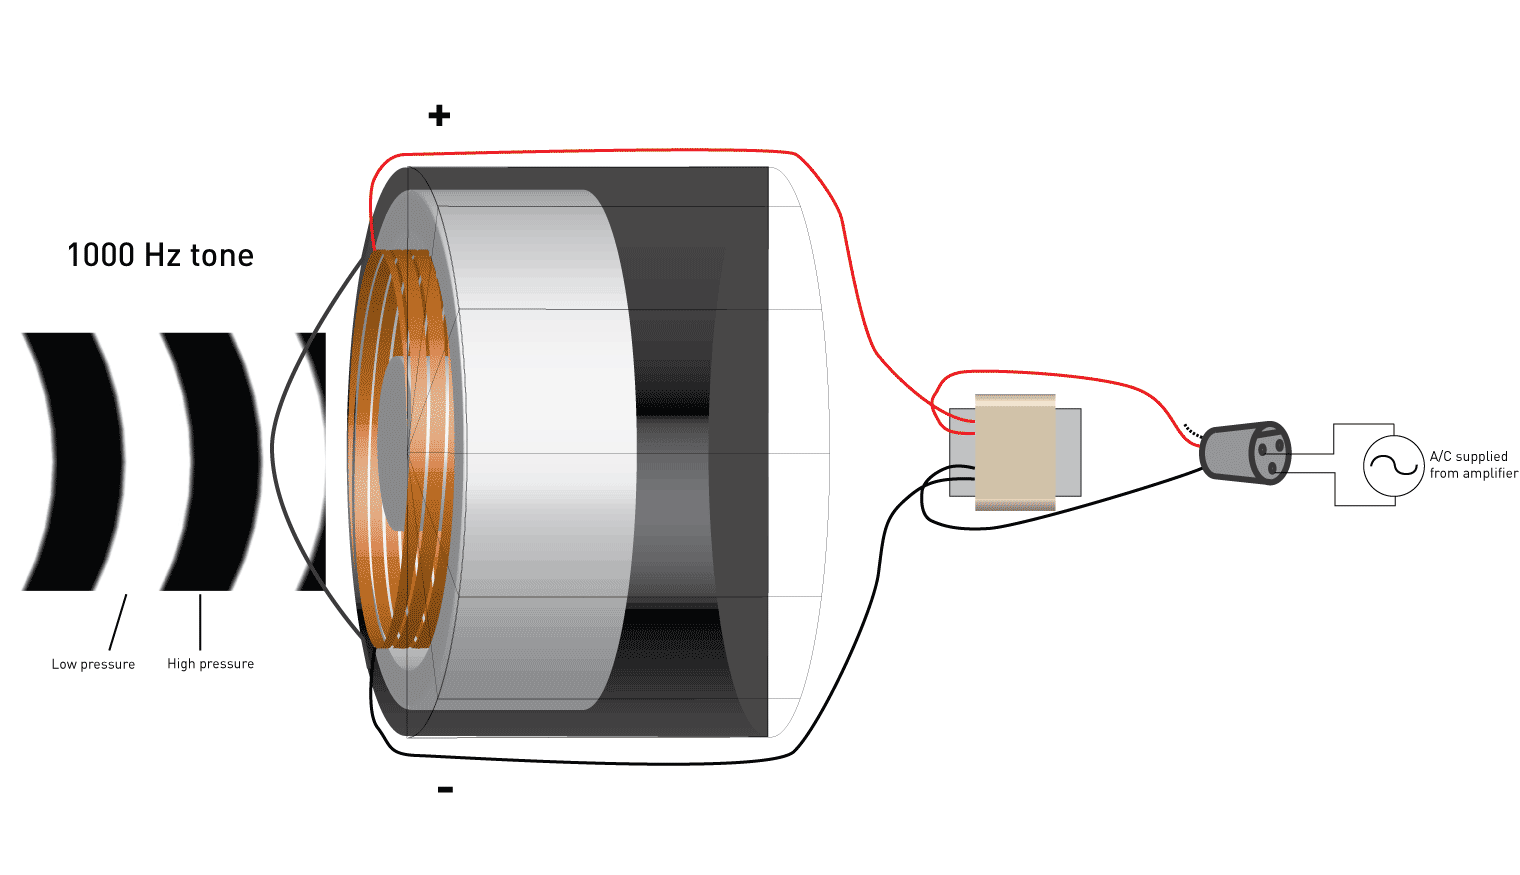 +
1000 Hz tone
A/C supplied
from amplifier
Low pressure
High pressure
-